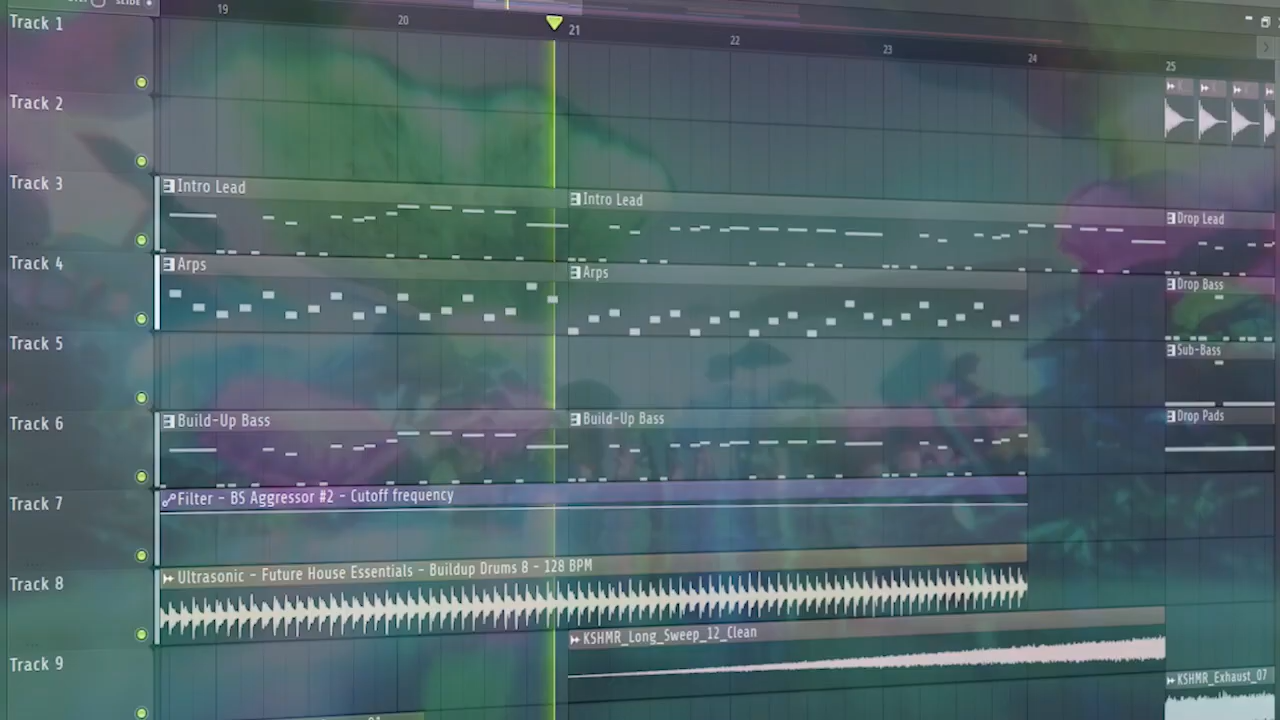 SLIDE
19 20 21 22 23 24 25
Track 1
Track 2
Track 3
Intro Lead
Intro Lead
Drop Lead
Track 4
Arps
Arps
Drop Bass
Track 5
Sub-Bass
Track 6
Build-Up Bass
Build-Up Bass
Drop Pads
Track 7
Filter - BS Aggressor #2 - Cutoff frequency
Track 8
Ultrasonic - Future House Essentials - Buildup Drums 8 - 128 BPM
Track 9
KSHMR_Long_Sweep_12_Clean
KSHMR_Exhaust_07